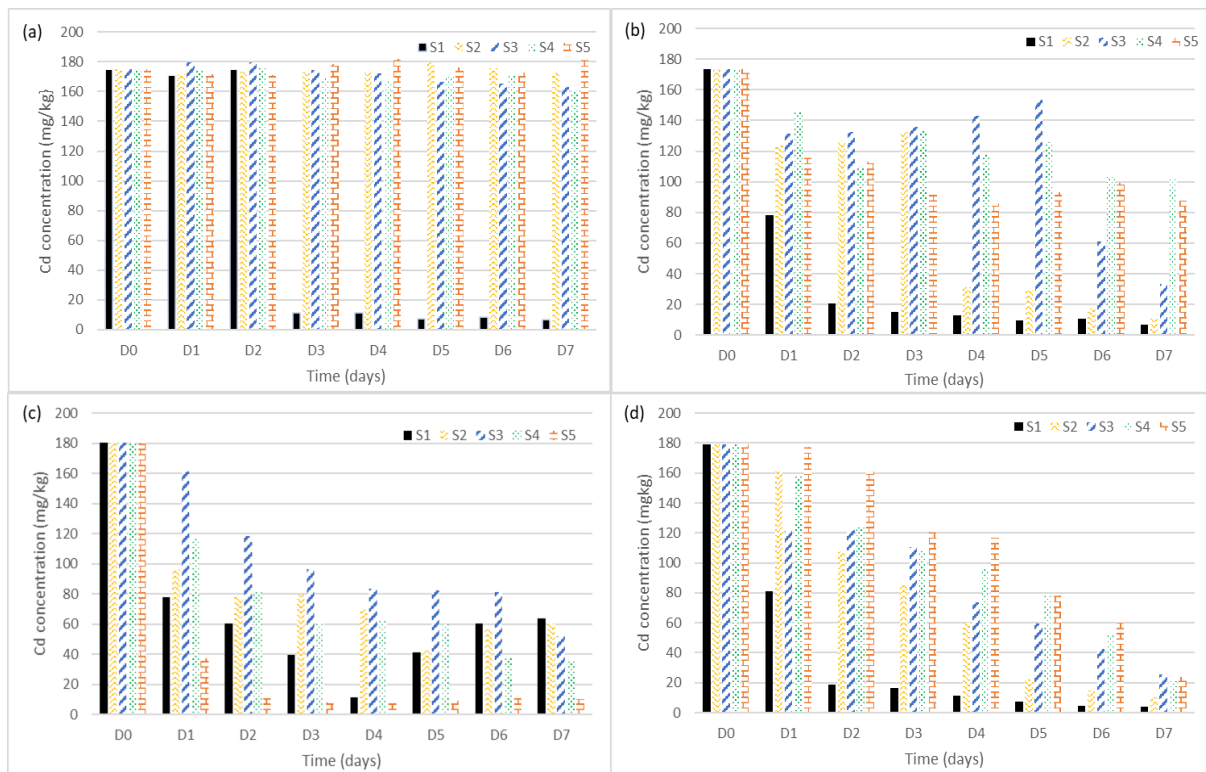 (a)
S1 S2 S3 S4 S5
Cd concentration (mg/kg}
200
180
160
140
120
100
80
60
40
20
0
D0 D1 D2 D3 D4 D5 D6 D7
Time (days)
(b)
S1 S2 S3 S4 S5
Cd concentration (mg/kg)
200
180
160
140
120
100
80
60
40
20
0
D0 D1 D2 D3 D4 D5 D6 D7
Time (days)
(c)
S1 S2 S3 S4 S5
Cd concentration (mg/kg)
200
180
160
140
120
100
80
60
40
20
0
D0 D1 D2 D3 D4 D5 D6 D7
Time (days)
(d)
S1 S2 S3 S4 S5
Cd concentration (mgkg)
200
180
160
140
120
100
80
60
40
20
0
D0 D1 D2 D3 D4 D5 D6 D7
Time (days)